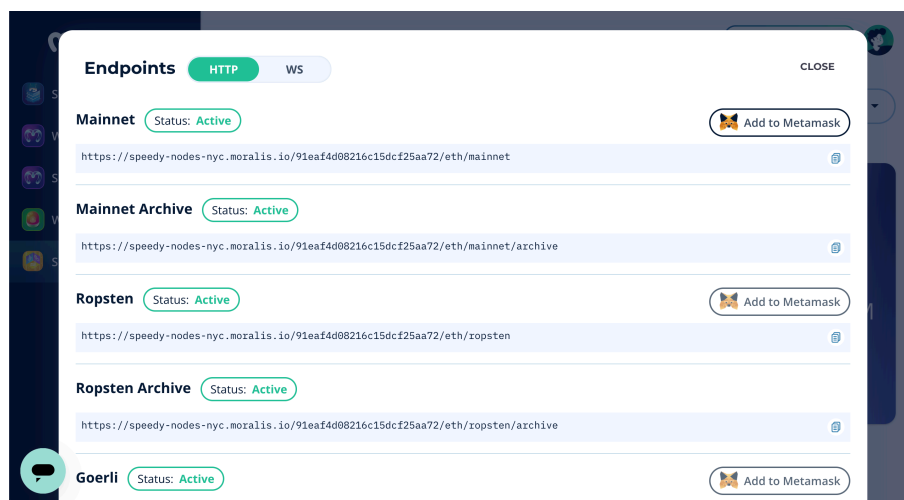 Endpoints HTTP WS CLOSE
Mainnet Status: Active Add to Metamask
https://speedy-nodes-nyc.moralis.io/91eaf4d08216c15dcf25aa72/eth/mainnet
Mainnet Archive Status: Active
https://speedy-nodes-nyc.moralis.io/91eaf4d08216c15dcf25aa72/eth/mainnet/archive
Ropsten Status: Active Add to Metamask
https://speedy-nodes-nyc.moralis.io/91eaf4d08216c15dcf25aa72/eth/ropsten
Ropsten Archive Status: Active
https://speedy-nodes-nyc.moralis.io/91eaf4d08216c15dcf25aa72/eth/ropsten/archive
Goerli Status: Active Add to Metamask